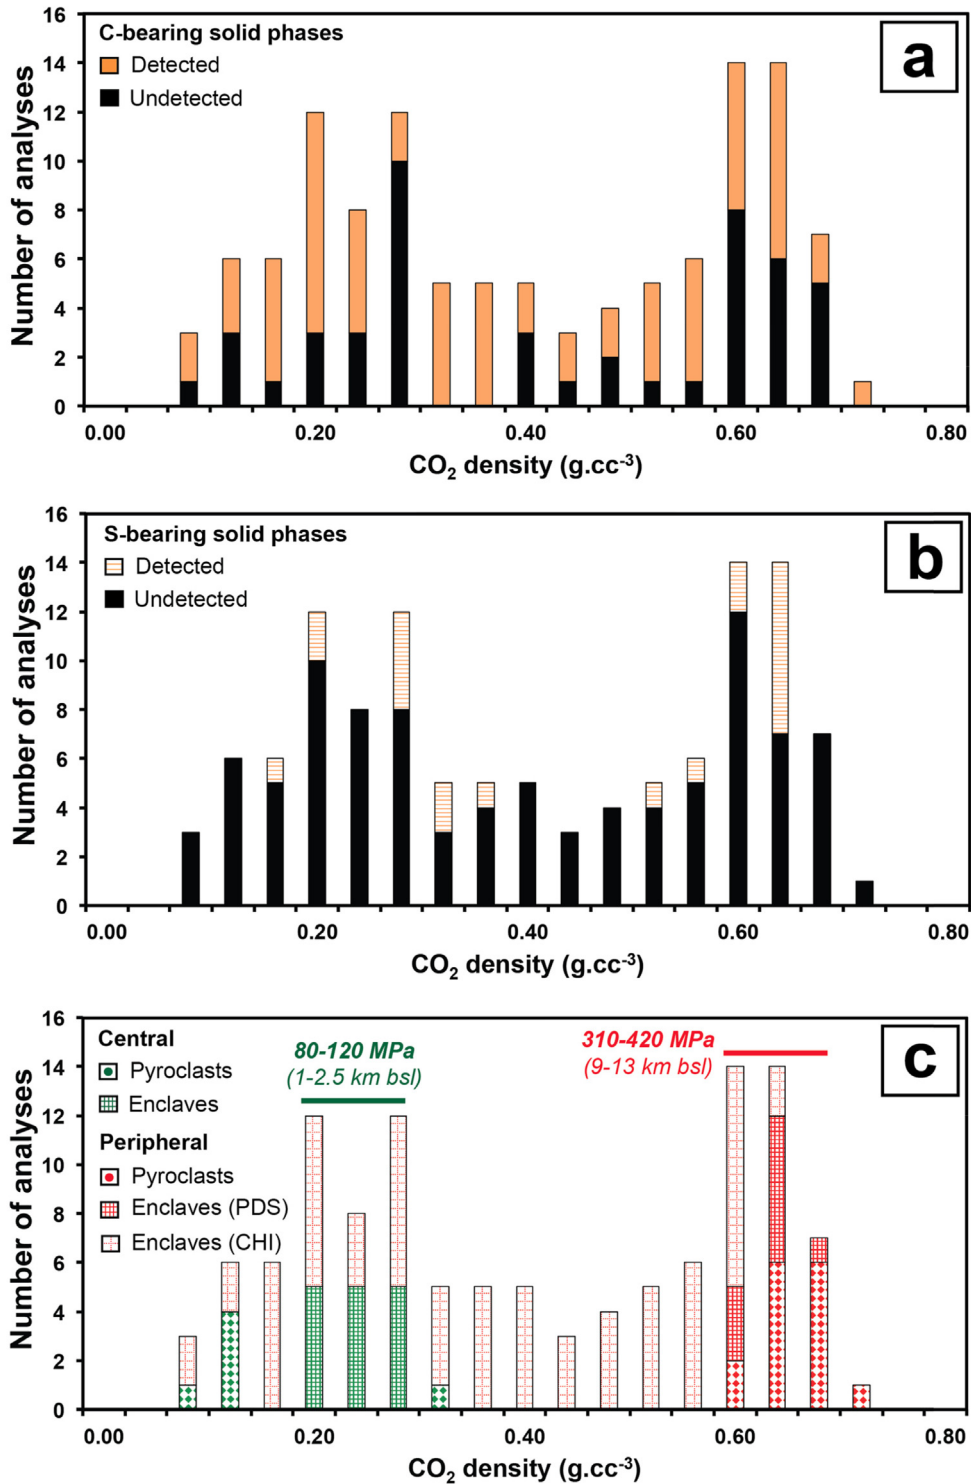 a
C-bearing solid phases
Detected
Undetected
Number of analyses
16
14
12
10
8
6
4
2
0
0.00 0.20 0.40 0.60 0.80
CO₂ density (g.cc⁻³)
b
S-bearing solid phases
Detected
Undetected
Number of analyses
16
14
12
10
8
6
4
2
0
0.00 0.20 0.40 0.60 0.80
CO₂ density (g.cc⁻³)
c
Central
Pyroclasts
Enclaves
Peripheral
Pyroclasts
Enclaves (PDS)
Enclaves (CHI)
80-120 MPa
(1-2.5 km bsl)
310-420 MPa
(9-13 km bsl)
Number of analyses
16
14
12
10
8
6
4
2
0
0.00 0.20 0.40 0.60 0.80
CO₂ density (g.cc⁻³)